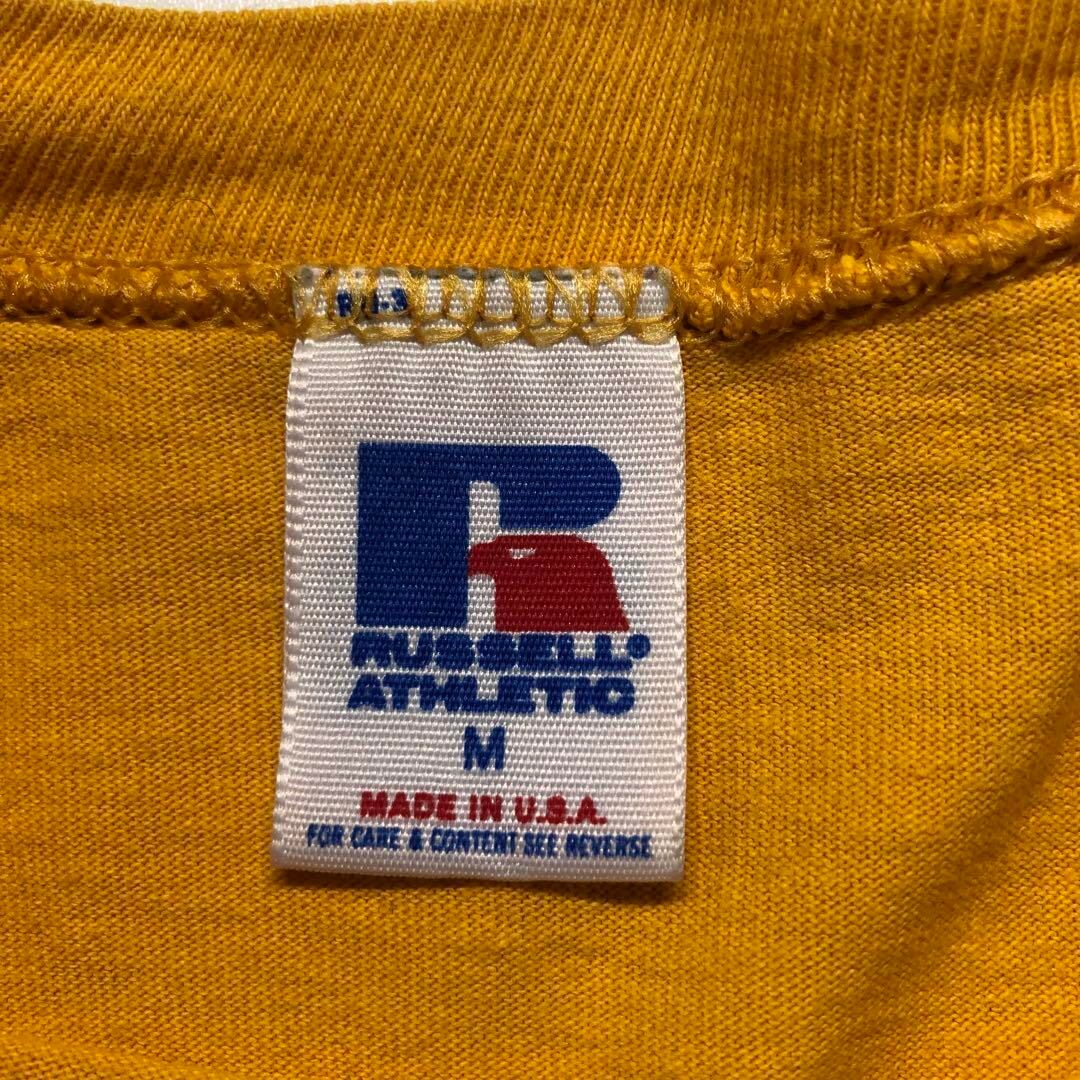 RUSSELL®
ATHLETIC
M
MADE IN U.S.A.
FOR CARE & CONTENT SEE REVERSE